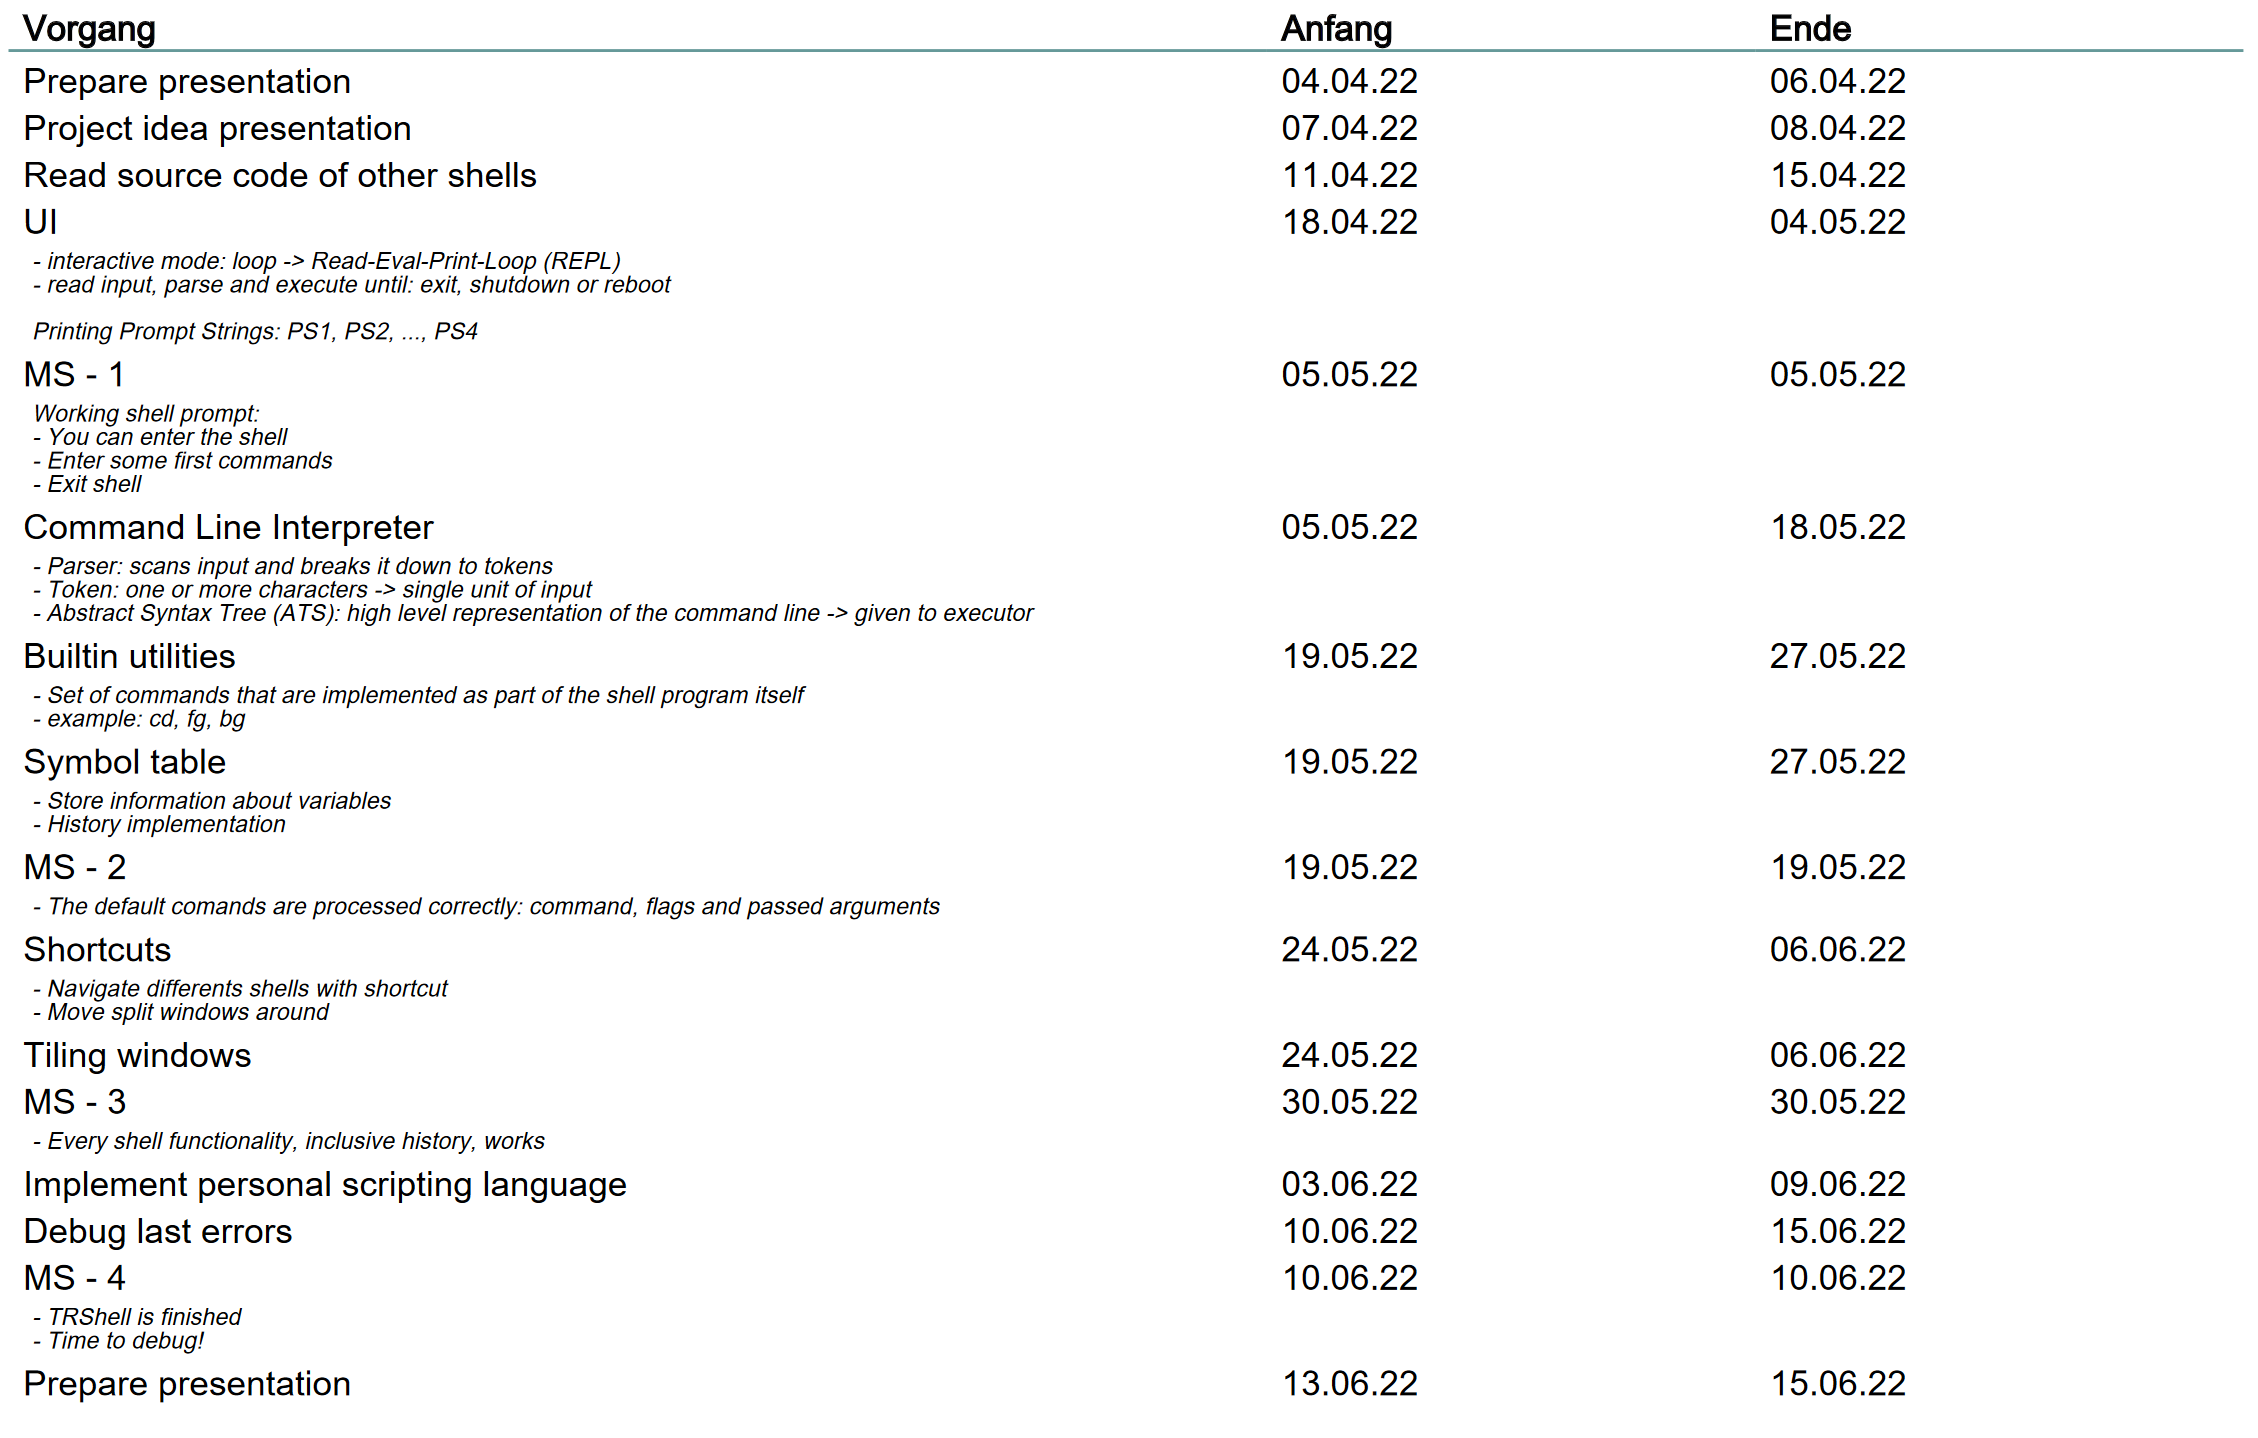 Vorgang Anfang Ende
Prepare presentation 04.04.22 06.04.22
Project idea presentation 07.04.22 08.04.22
Read source code of other shells 11.04.22 15.04.22
UI 18.04.22 04.05.22
- interactive mode: loop -> Read-Eval-Print-Loop (REPL)
- read input, parse and execute until: exit, shutdown or reboot
Printing Prompt Strings: PS1, PS2, ..., PS4
MS - 1 05.05.22 05.05.22
Working shell prompt:
- You can enter the shell
- Enter some first commands
- Exit shell
Command Line Interpreter 05.05.22 18.05.22
- Parser: scans input and breaks it down to tokens
- Token: one or more characters -> single unit of input
- Abstract Syntax Tree (ATS): high level representation of the command line -> given to executor
Builtin utilities 19.05.22 27.05.22
- Set of commands that are implemented as part of the shell program itself
- example: cd, fg, bg
Symbol table 19.05.22 27.05.22
- Store information about variables
- History implementation
MS - 2 19.05.22 19.05.22
- The default comands are processed correctly: command, flags and passed arguments
Shortcuts 24.05.22 06.06.22
- Navigate differents shells with shortcut
- Move split windows around
Tiling windows 24.05.22 06.06.22
MS - 3 30.05.22 30.05.22
- Every shell functionality, inclusive history, works
Implement personal scripting language 03.06.22 09.06.22
Debug last errors 10.06.22 15.06.22
MS - 4 10.06.22 10.06.22
- TRShell is finished
- Time to debug!
Prepare presentation 13.06.22 15.06.22